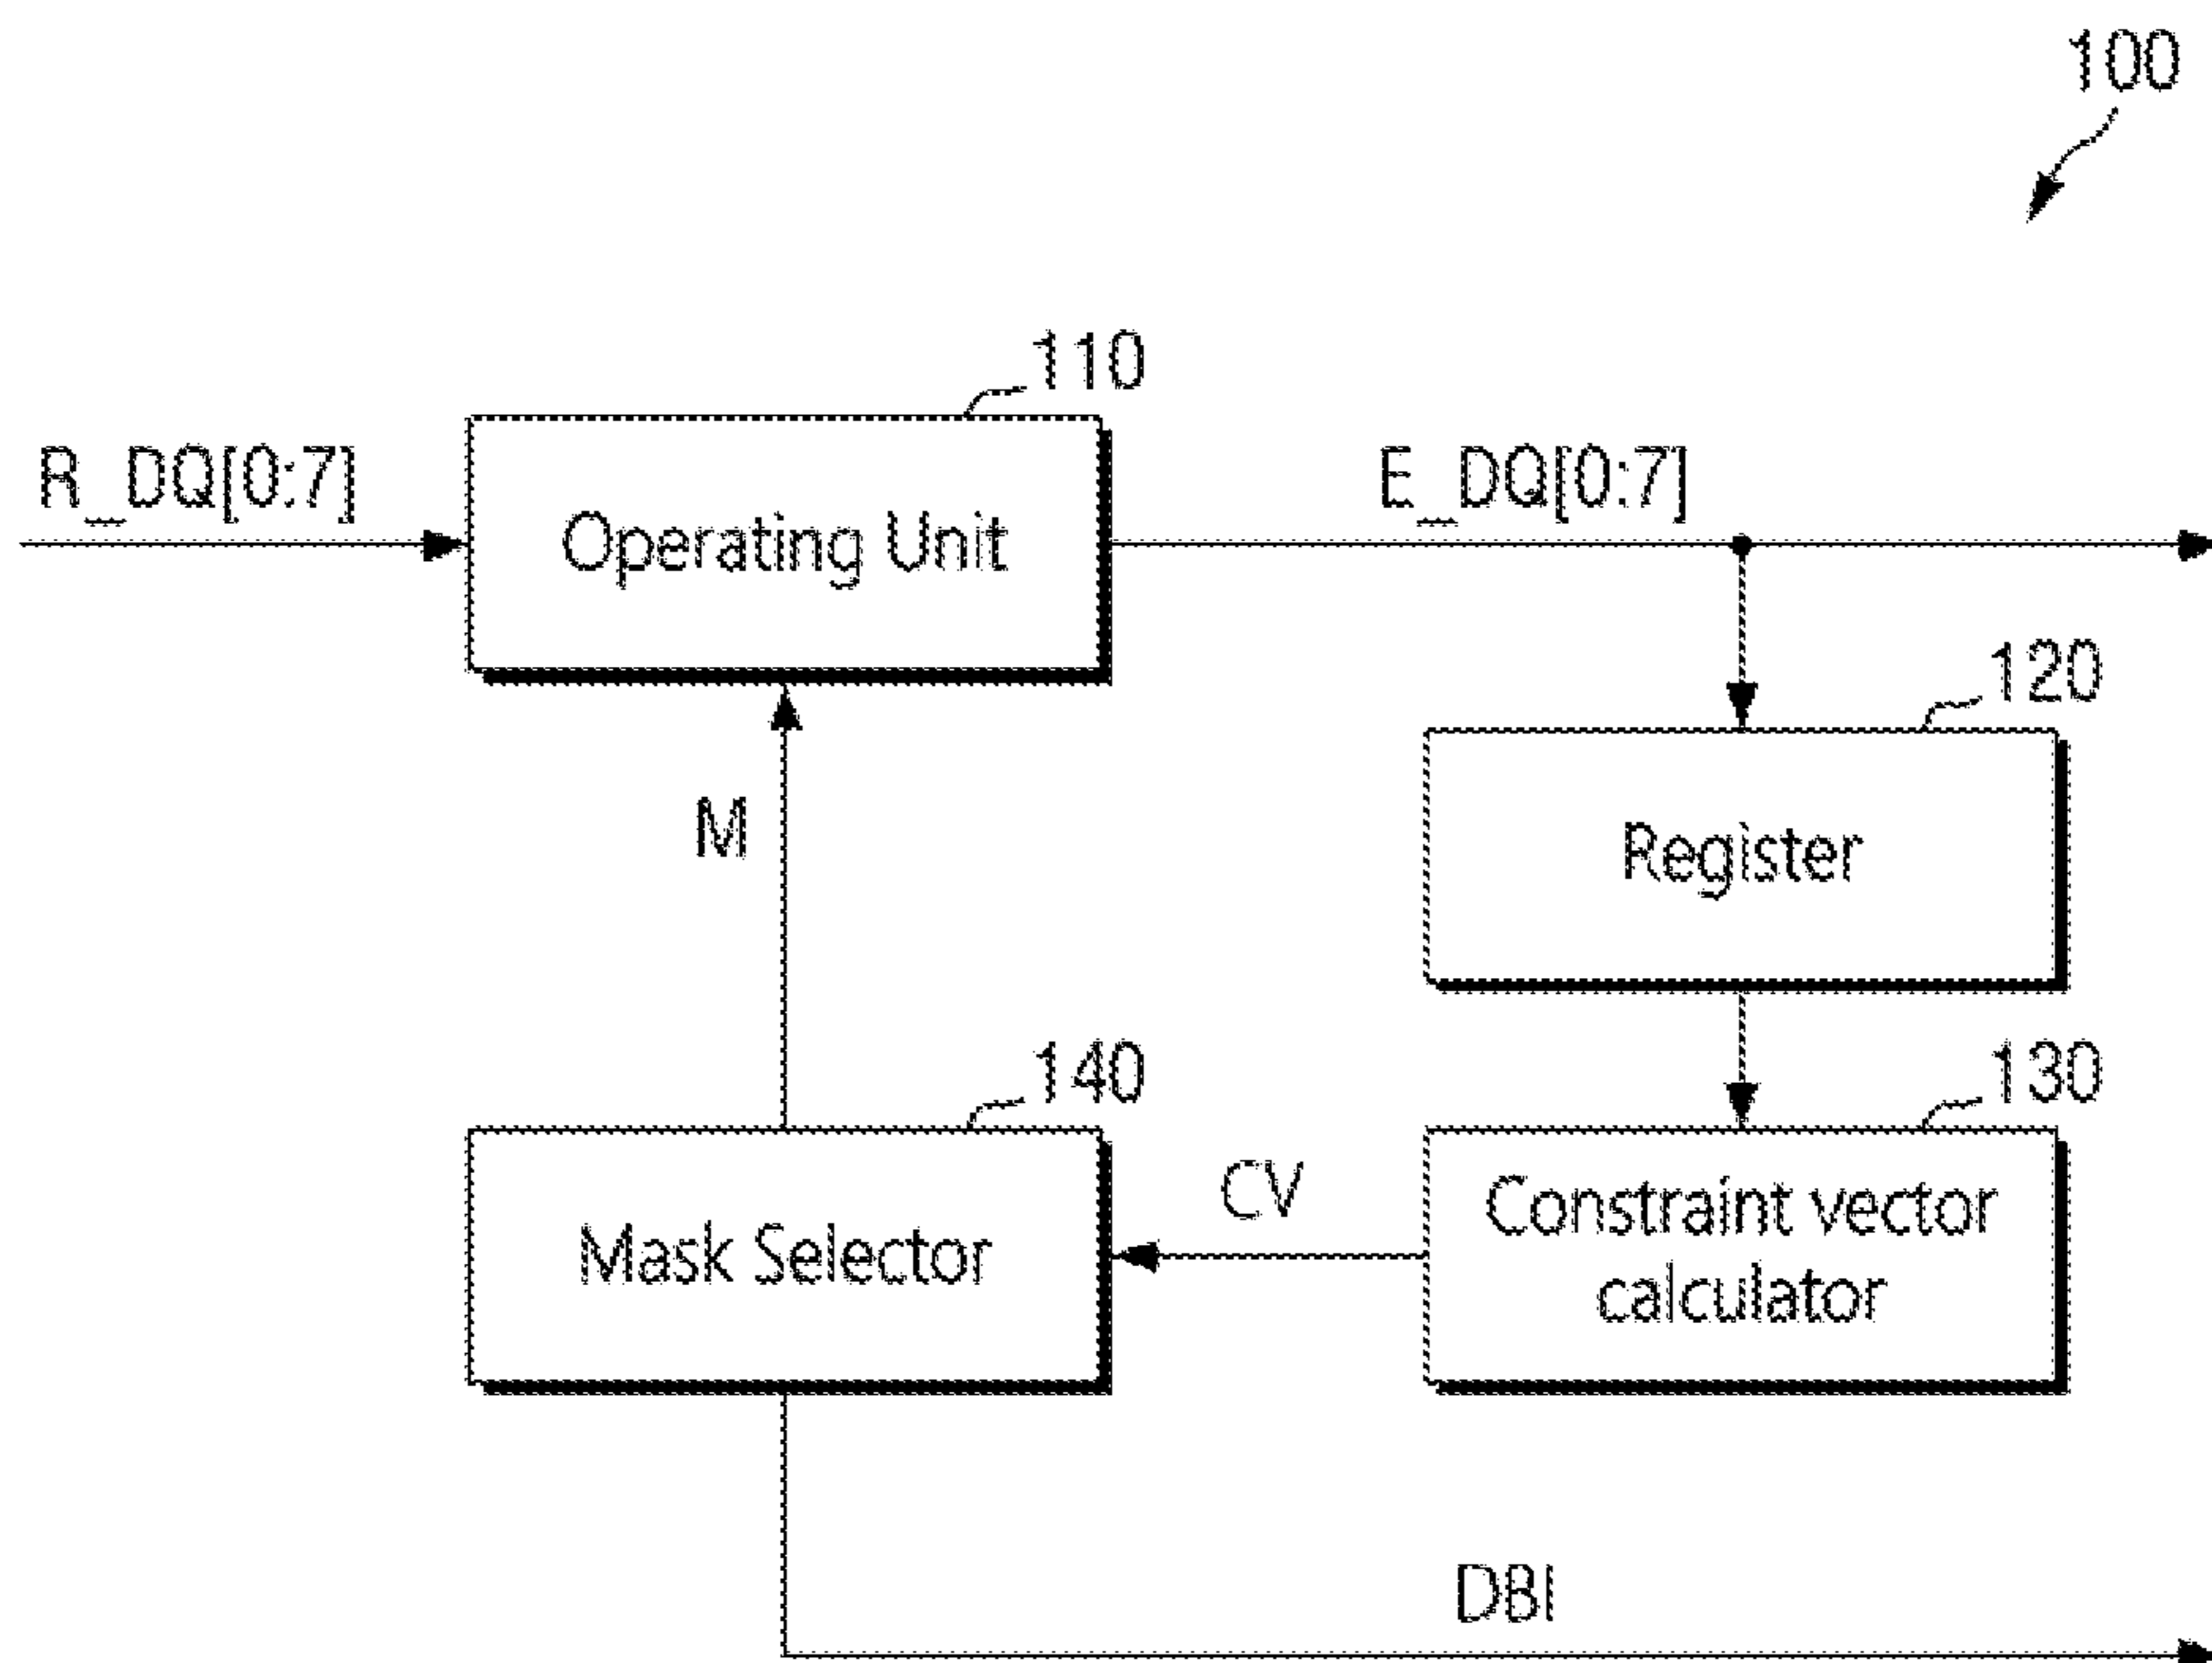 100
110
R_DQ[0:7]
Operating Unit
E_DQ[0:7]
120
Register
M
140
130
Mask Selector
CV
Constraint vector
calculator
DBI